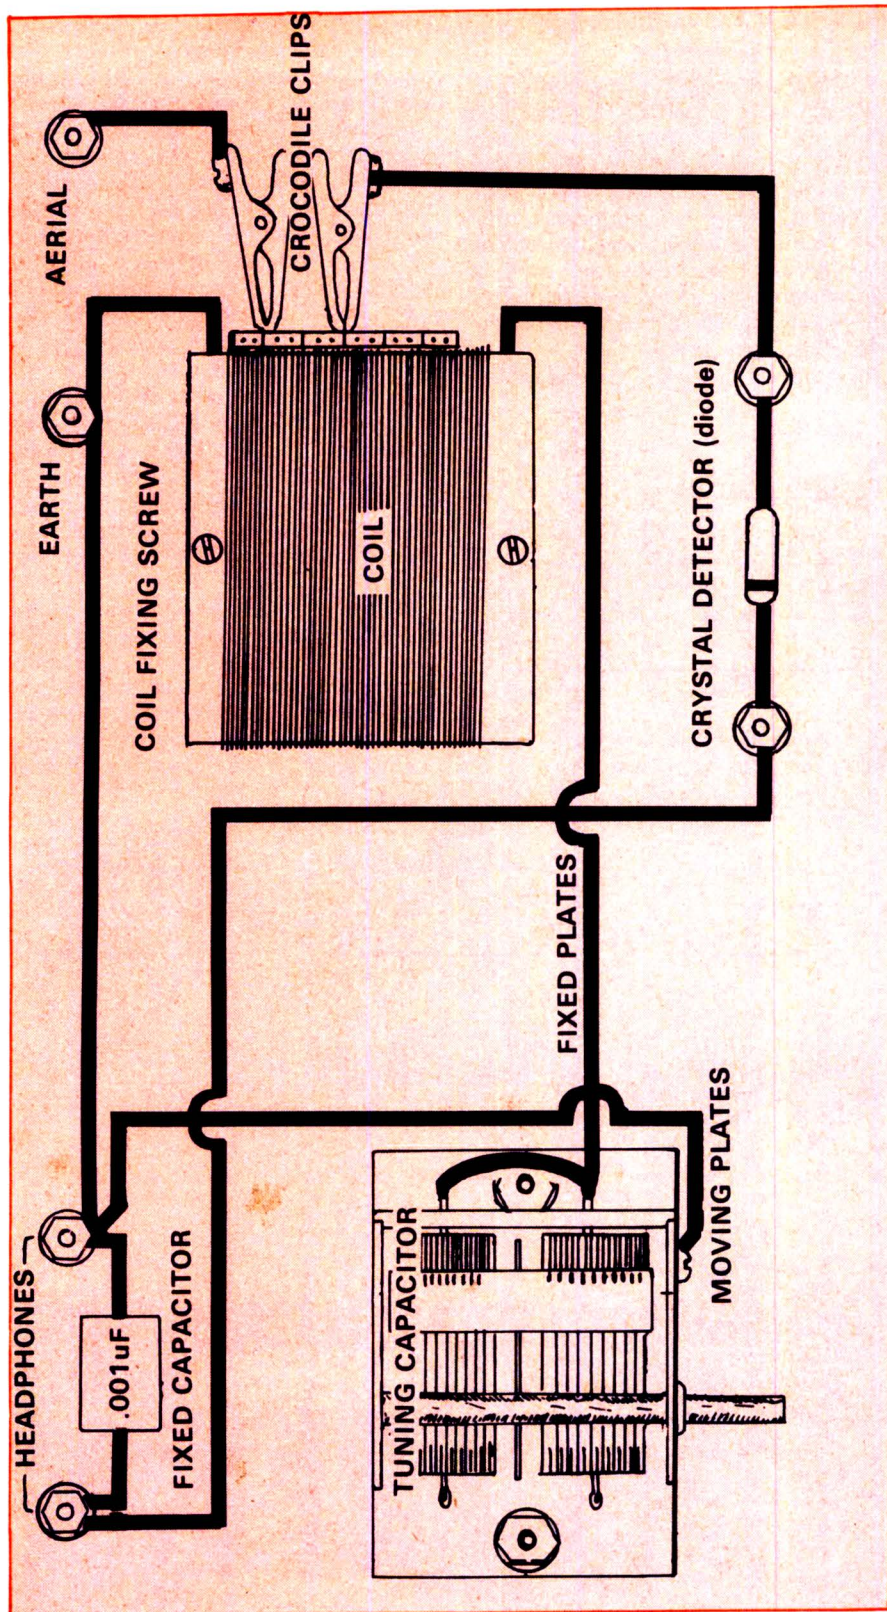 HEADPHONES
.001uF
FIXED CAPACITOR
EARTH
AERIAL
COIL FIXING SCREW
COIL
CROCODILE CLIPS
TUNING CAPACITOR
FIXED PLATES
MOVING PLATES
CRYSTAL DETECTOR (diode)